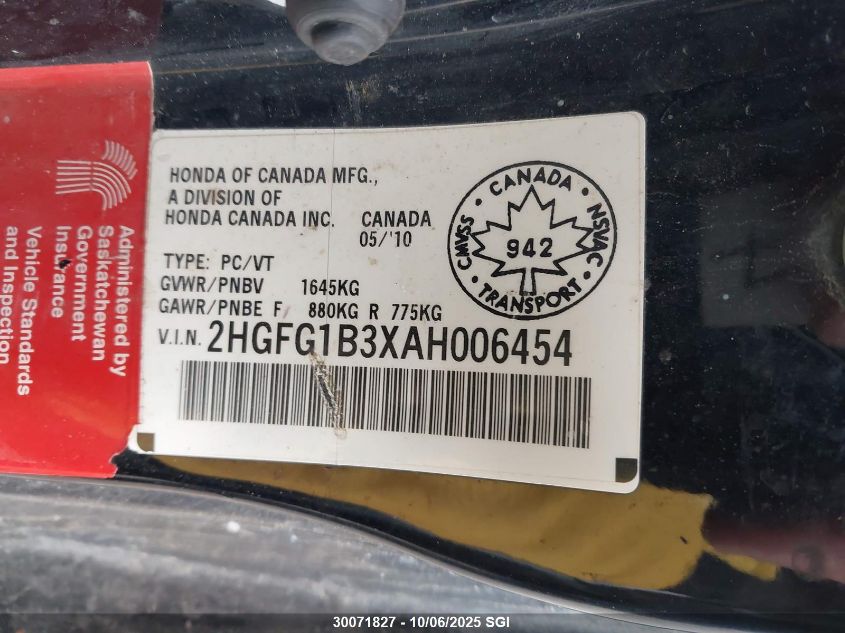 Administered by
Saskatchewan
Government
Insurance
Vehicle Standards
and Inspection
HONDA OF CANADA MFG.,
A DIVISION OF
HONDA CANADA INC. CANADA
05/'10
TYPE: PC/VT
GVWR/PNBV 1645KG
GAWR/PNBE F 880KG R 775KG
V.I.N. 2HGFG1B3XAH006454
CANADA
CMVSS NSVAC
942
TRANSPORT
30071827 - 10/06/2025 SGI